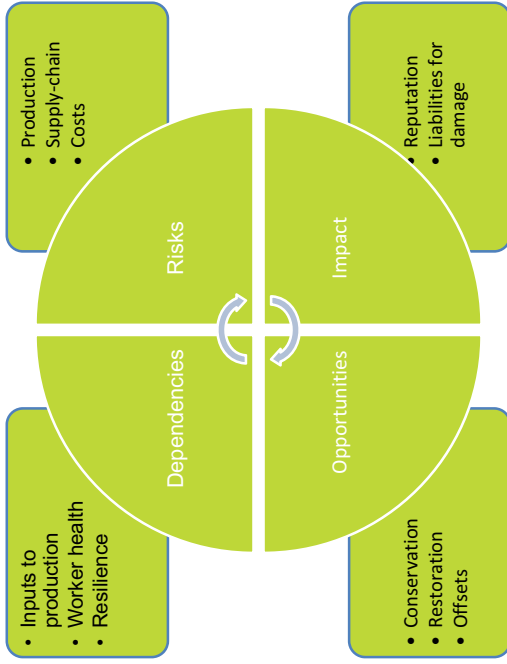 • Inputs to
production
• Worker health
• Resilience
Dependencies
• Production
• Supply-chain
• Costs
Risks
• Conservation
• Restoration
• Offsets
Opportunities
• Reputation
• Liabilities for
damage
Impact